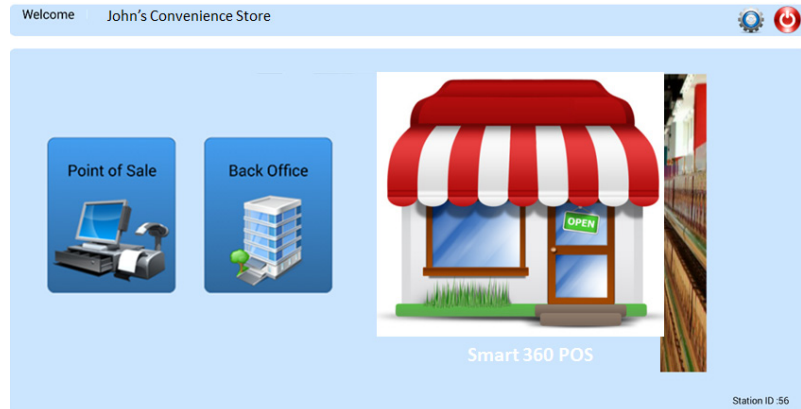 Welcome John's Convenience Store
Point of Sale
Back Office
OPEN
Smart 360 POS
Station ID :56